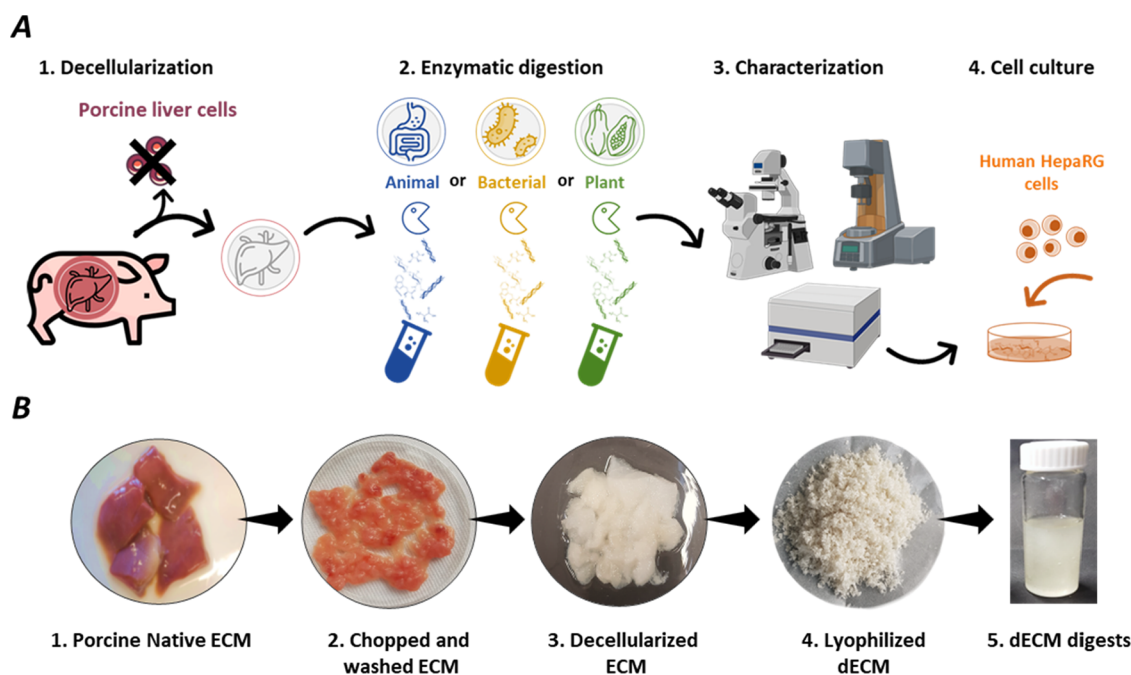 A
1. Decellularization
2. Enzymatic digestion
3. Characterization
4. Cell culture
Porcine liver cells
Animal or Bacterial or Plant
Human HepaRG
cells
B
1. Porcine Native ECM
2. Chopped and
washed ECM
3. Decellularized
ECM
4. Lyophilized
dECM
5. dECM digests